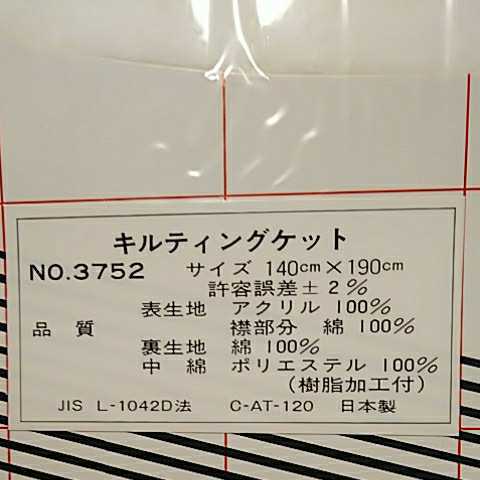 キルティングケット
NO.3752 サイズ 140cm×190cm
許容誤差±2%
表生地 アクリル 100%
品質 襟部分 綿 100%
裏生地 綿 100%
中綿 ポリエステル 100%
(樹脂加工付)
JIS L-1042D法 C-AT-120 日本製